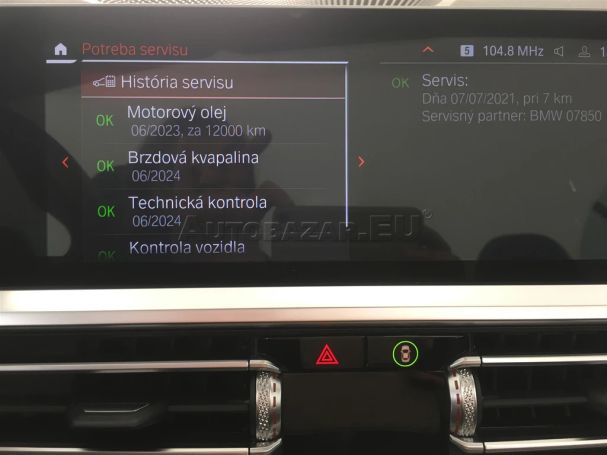 Potreba servisu
História servisu
OK Motorový olej
06/2023, za 12000 km
OK Brzdová kvapalina
06/2024
OK Technická kontrola
06/2024
OK Kontrola vozidla
5 104.8 MHz
OK Servis:
Dňa 07/07/2021, pri 7 km
Servisný partner: BMW 07850
AUTOBAZAR.EU